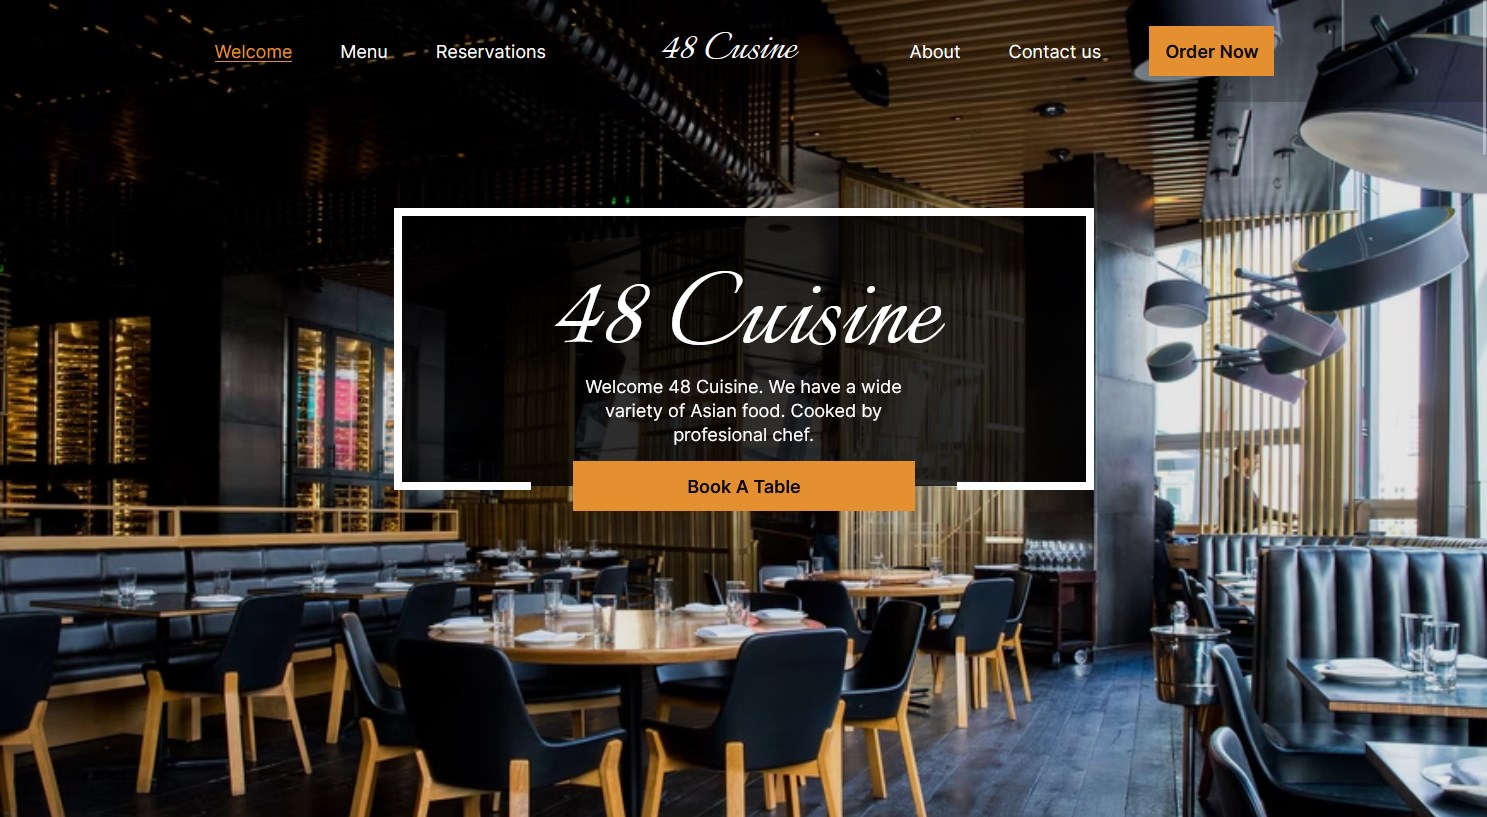 Welcome Menu Reservations 48 Cusine About Contact us Order Now
48 Cuisine
Welcome 48 Cuisine. We have a wide
variety of Asian food. Cooked by
profesional chef.
Book A Table